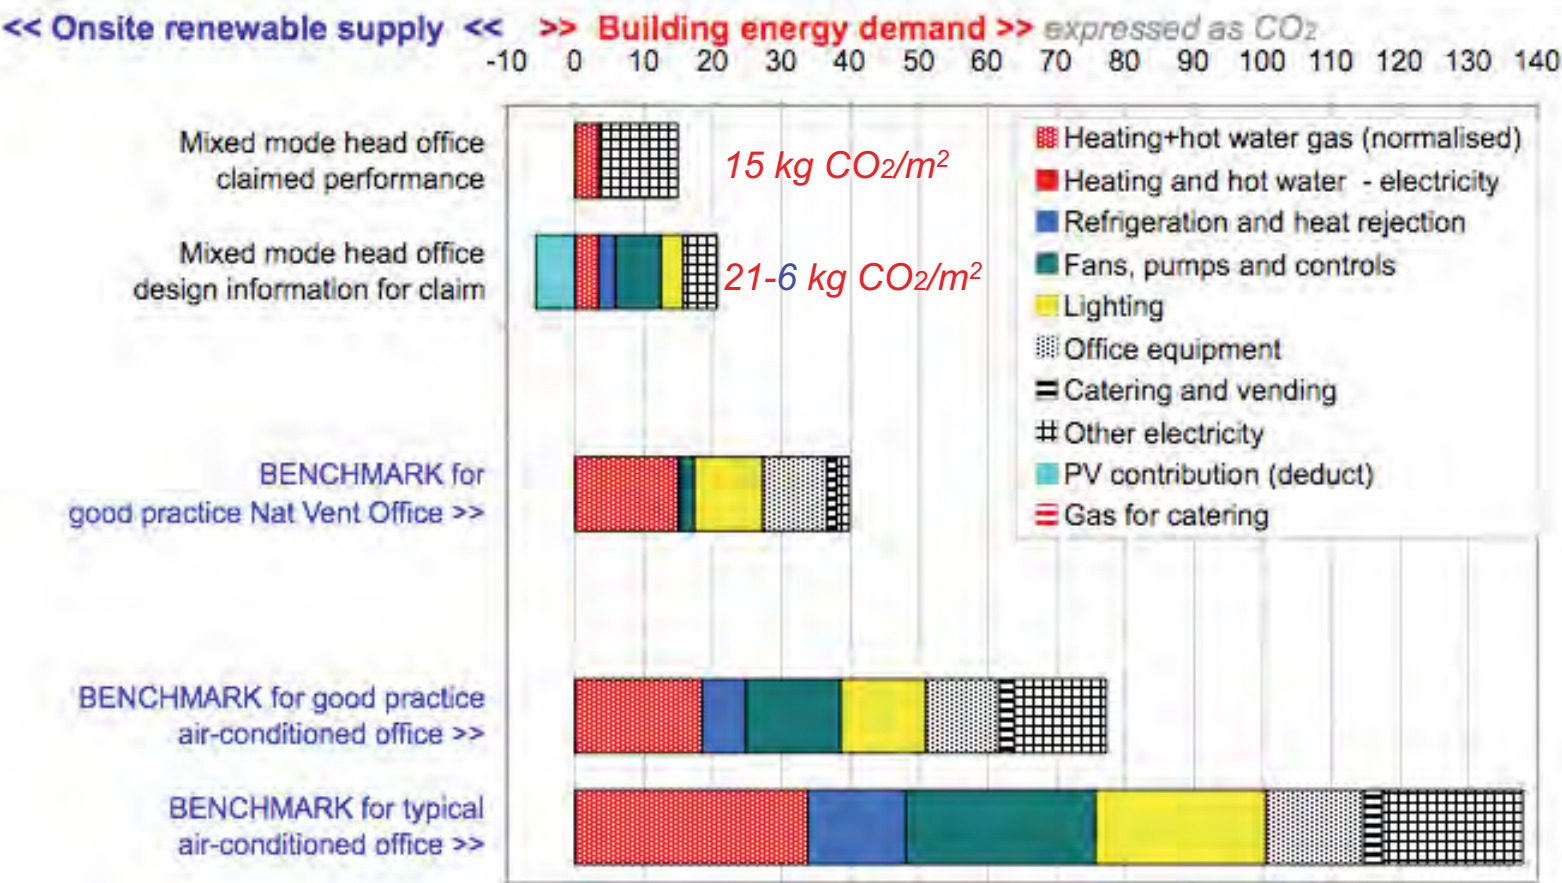 << Onsite renewable supply << >> Building energy demand >> expressed as CO2
-10 0 10 20 30 40 50 60 70 80 90 100 110 120 130 140
Mixed mode head office
claimed performance
15 kg CO2/m2
Mixed mode head office
design information for claim
21-6 kg CO2/m2
BENCHMARK for
good practice Nat Vent Office >>
BENCHMARK for good practice
air-conditioned office >>
BENCHMARK for typical
air-conditioned office >>
Heating+hot water gas (normalised)
Heating and hot water - electricity
Refrigeration and heat rejection
Fans, pumps and controls
Lighting
Office equipment
Catering and vending
Other electricity
PV contribution (deduct)
Gas for catering